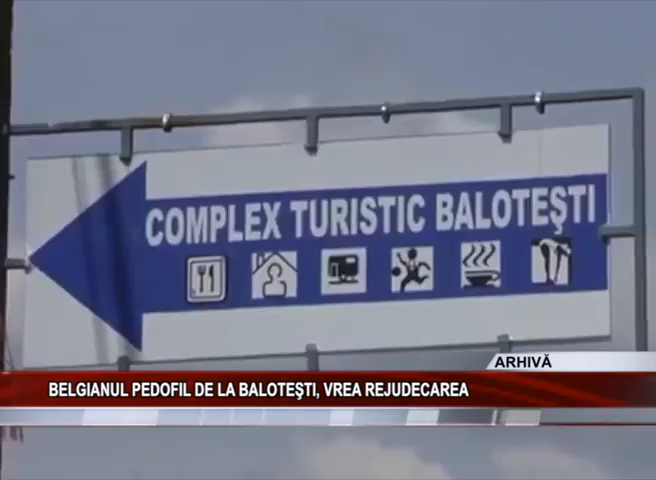 COMPLEX TURISTIC BALOTEŞTI
ARHIVĂ
BELGIANUL PEDOFIL DE LA BALOTEŞTI, VREA REJUDECAREA